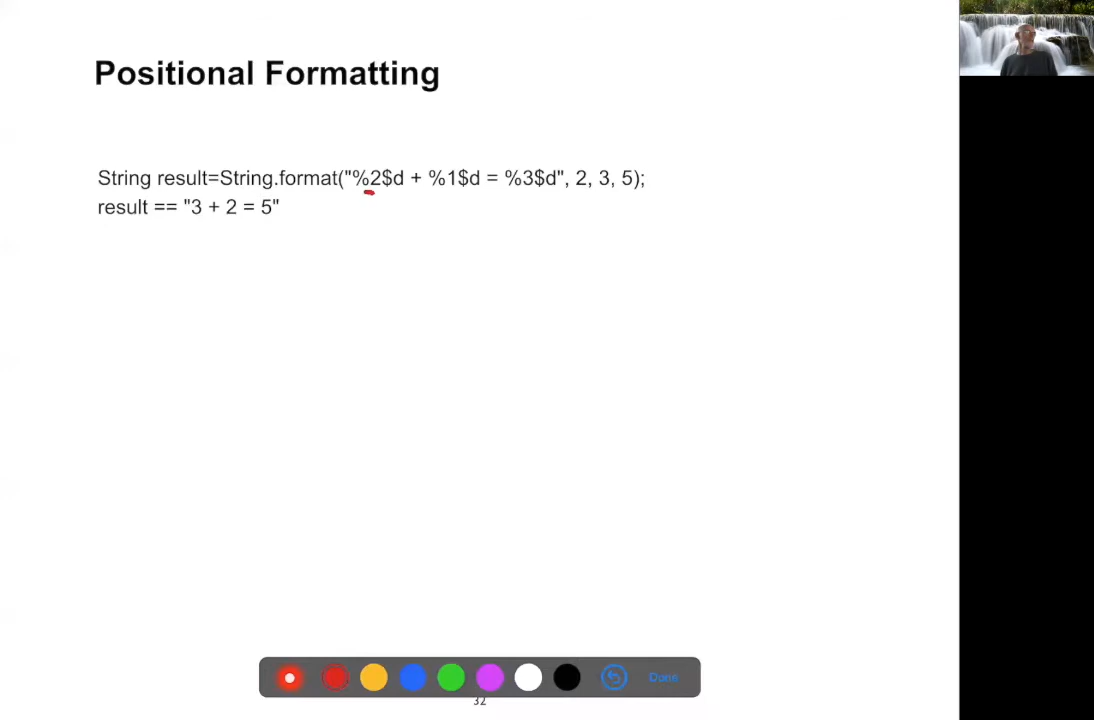 Positional Formatting
String result=String.format("%2$d + %1$d = %3$d", 2, 3, 5);
result == "3 + 2 = 5"
Done
32